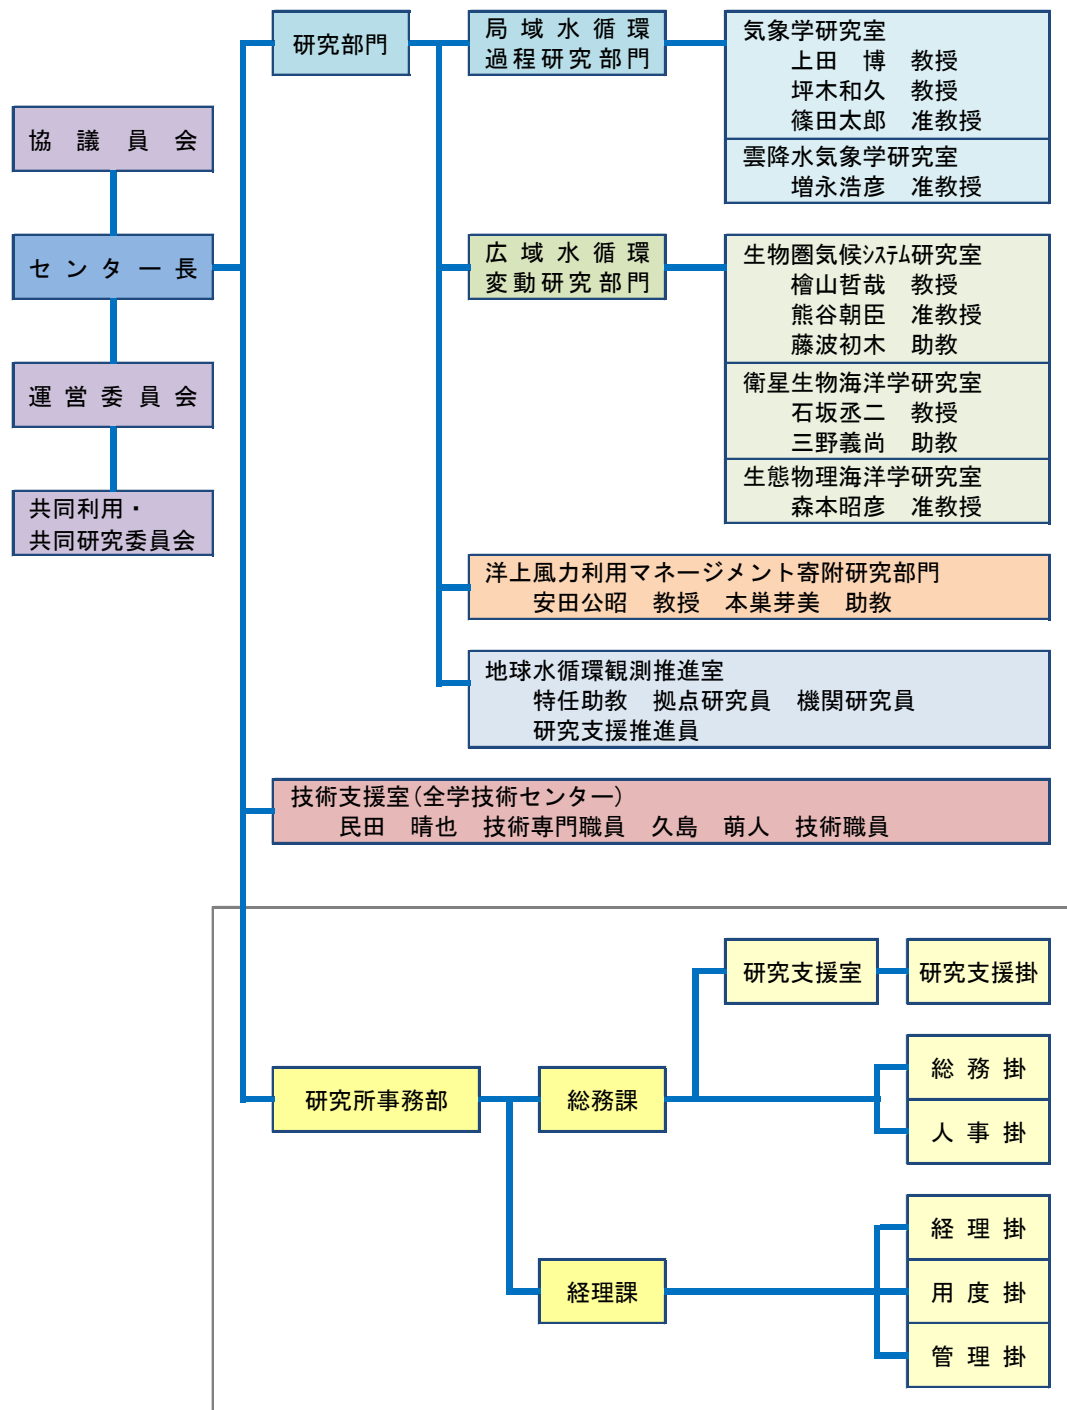 協議員会
センター長
運営委員会
共同利用・
共同研究委員会
研究部門
局域水循環
過程研究部門
気象学研究室
上田　博　教授
坪木和久　教授
篠田太郎　准教授
雲降水気象学研究室
増永浩彦　准教授
広域水循環
変動研究部門
生物圏気候ｼｽﾃﾑ研究室
檜山哲哉　教授
熊谷朝臣　准教授
藤波初木　助教
衛星生物海洋学研究室
石坂丞二　教授
三野義尚　助教
生態物理海洋学研究室
森本昭彦　准教授
洋上風力利用マネージメント寄附研究部門
安田公昭　教授　本巣芽美　助教
地球水循環観測推進室
特任助教　拠点研究員　機関研究員
研究支援推進員
技術支援室(全学技術センター)
民田　晴也　技術専門職員　久島　萌人　技術職員
研究所事務部
総務課
研究支援室
研究支援掛
総務掛
人事掛
経理課
経理掛
用度掛
管理掛